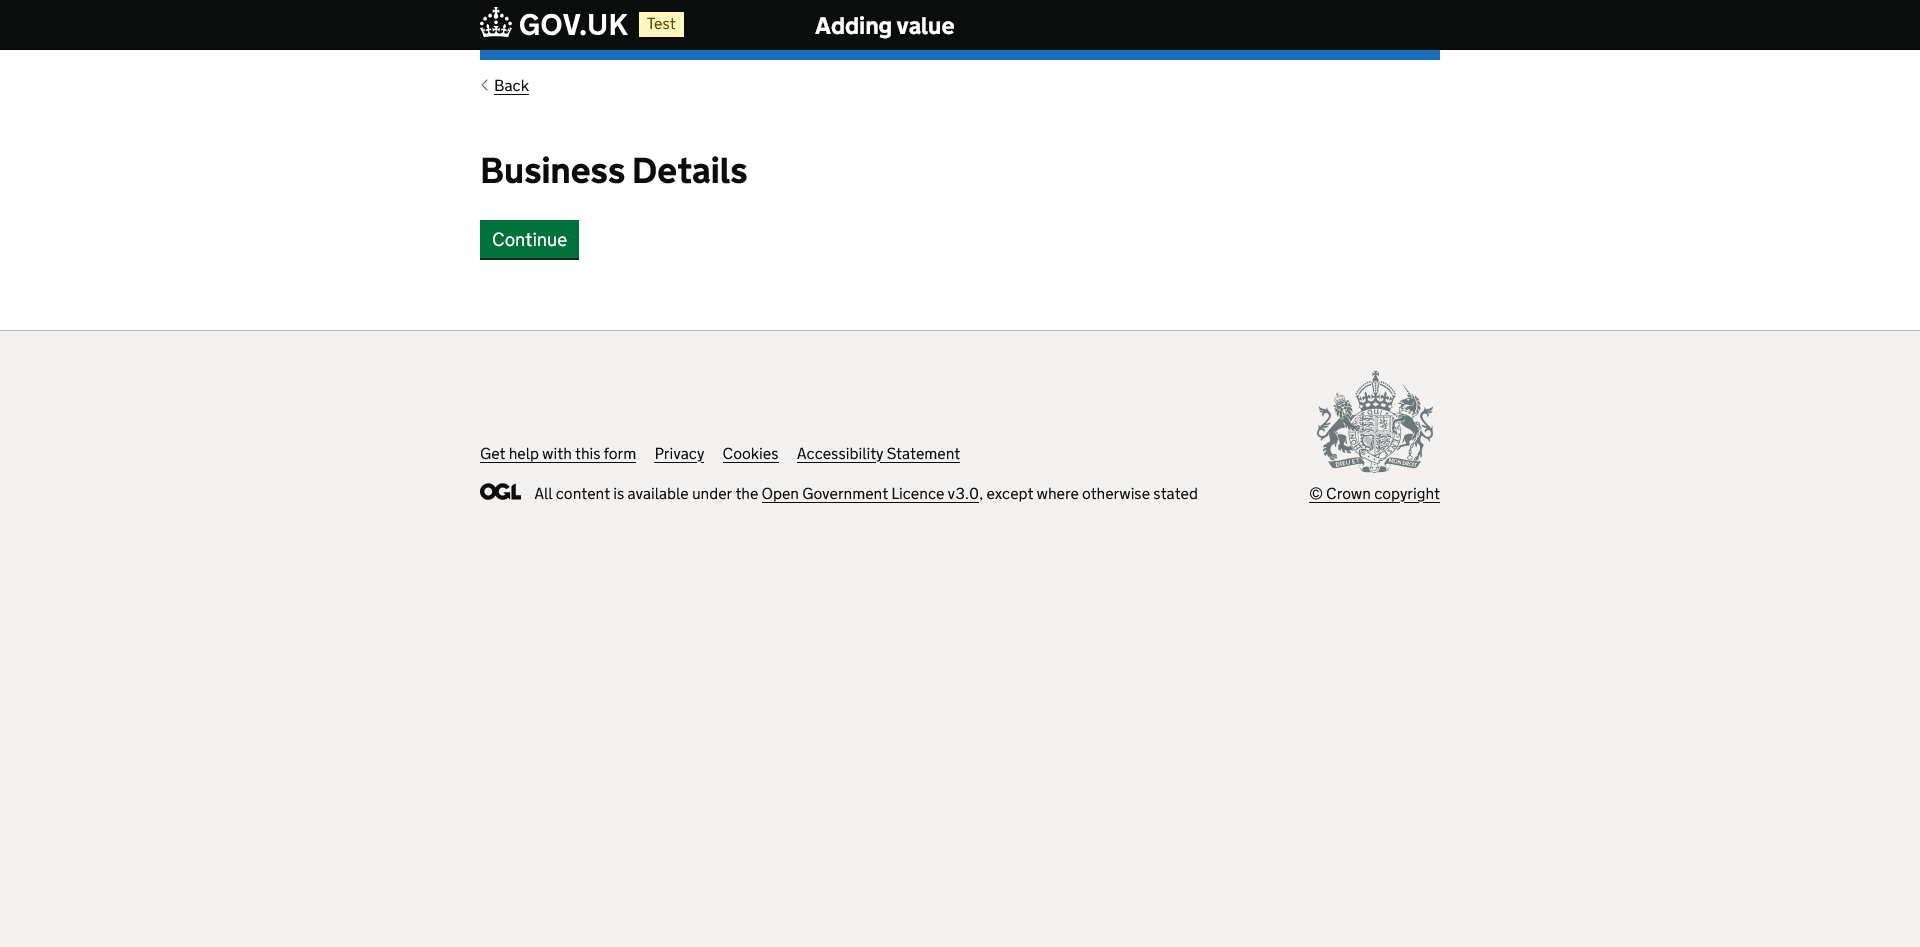 GOV.UK Test Adding value
Back
Business Details
Continue
Get help with this form Privacy Cookies Accessibility Statement
OGL All content is available under the Open Government Licence v3.0, except where otherwise stated © Crown copyright